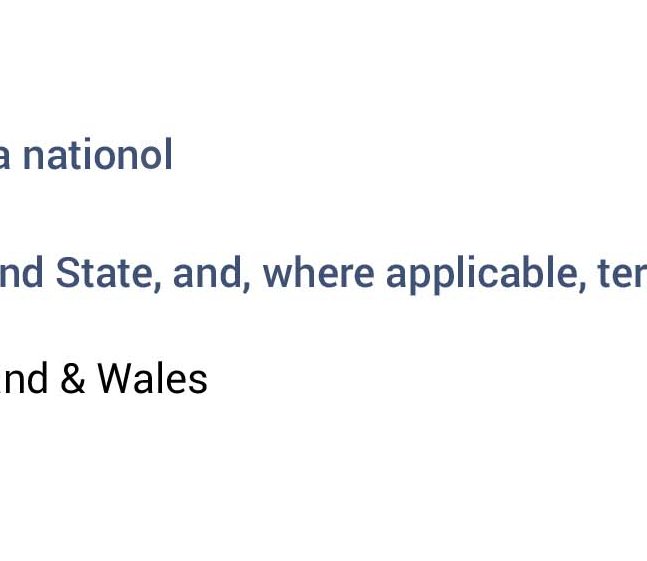 a nationol
nd State, and, where applicable, ter
nd & Wales